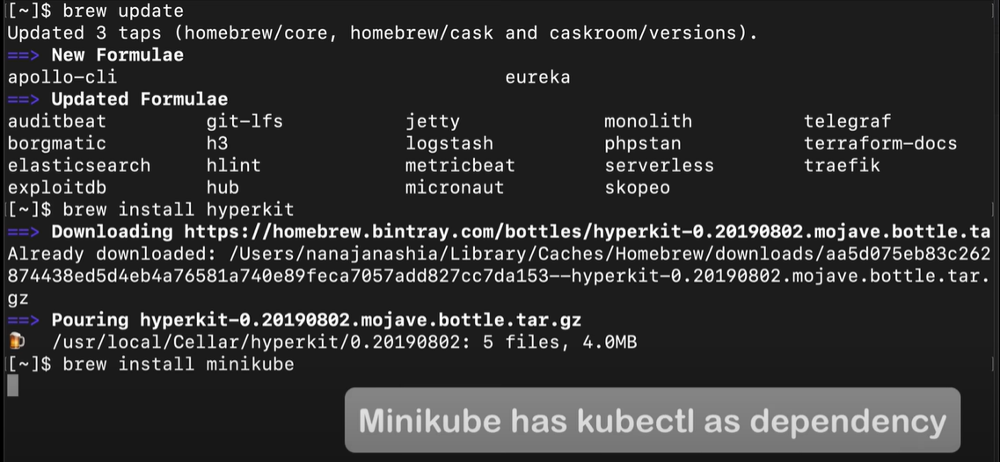 [~]$ brew update
Updated 3 taps (homebrew/core, homebrew/cask and caskroom/versions).
==> New Formulae
apollo-cli eureka
==> Updated Formulae
auditbeat git-lfs jetty monolith telegraf
borgmatic h3 logstash phpstan terraform-docs
elasticsearch hlint metricbeat serverless traefik
exploitdb hub micronaut skopeo
[~]$ brew install hyperkit
==> Downloading https://homebrew.bintray.com/bottles/hyperkit-0.20190802.mojave.bottle.ta
Already downloaded: /Users/nanajanashia/Library/Caches/Homebrew/downloads/aa5d075eb83c262
874438ed5d4eb4a76581a740e89feca7057add827cc7da153--hyperkit-0.20190802.mojave.bottle.tar.
gz
==> Pouring hyperkit-0.20190802.mojave.bottle.tar.gz
🍺 /usr/local/Cellar/hyperkit/0.20190802: 5 files, 4.0MB
[~]$ brew install minikube
Minikube has kubectl as dependency